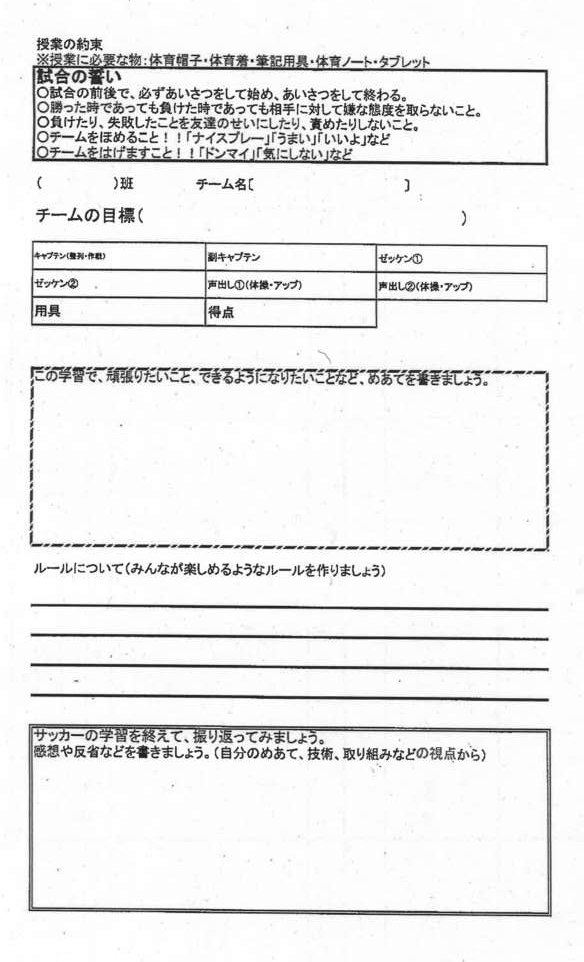 授業の約束
※授業に必要な物:体育帽子・体育着・筆記用具・体育ノート・タブレット
試合の誓い
○試合の前後で、必ずあいさつをして始め、あいさつをして終わる。
○勝った時であっても負けた時であっても相手に対して嫌な態度を取らないこと。
○負けたり、失敗したことを友達のせいにしたり、責めたりしないこと。
○チームをほめること!!「ナイスプレー」「うまい」「いいよ」など
○チームをはげますこと!!「ドンマイ」「気にしない」など
( )班 チーム名[ ]
チームの目標( )
キャプテン(整列・作戦) 副キャプテン ゼッケン①
ゼッケン② 声出し①(体操・アップ) 声出し②(体操・アップ)
用具 得点
この学習で、頑張りたいこと、できるようになりたいことなど、めあてを書きましょう。
ルールについて(みんなが楽しめるようなルールを作りましょう)
サッカーの学習を終えて、振り返ってみましょう。
感想や反省などを書きましょう。(自分のめあて、技術、取り組みなどの視点から)